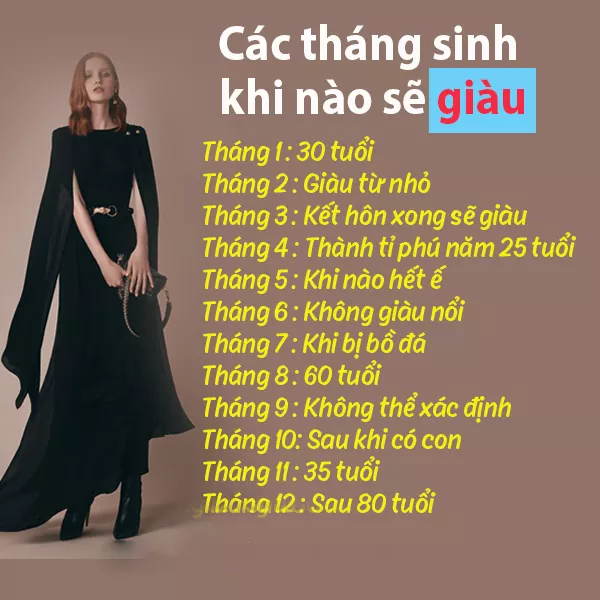 Các tháng sinh
khi nào sẽ giàu
Tháng 1 : 30 tuổi
Tháng 2 : Giàu từ nhỏ
Tháng 3 : Kết hôn xong sẽ giàu
Tháng 4 : Thành tỉ phú năm 25 tuổi
Tháng 5 : Khi nào hết ế
Tháng 6 : Không giàu nổi
Tháng 7 : Khi bị bồ đá
Tháng 8 : 60 tuổi
Tháng 9 : Không thể xác định
Tháng 10: Sau khi có con
Tháng 11 : 35 tuổi
Tháng 12 : Sau 80 tuổi